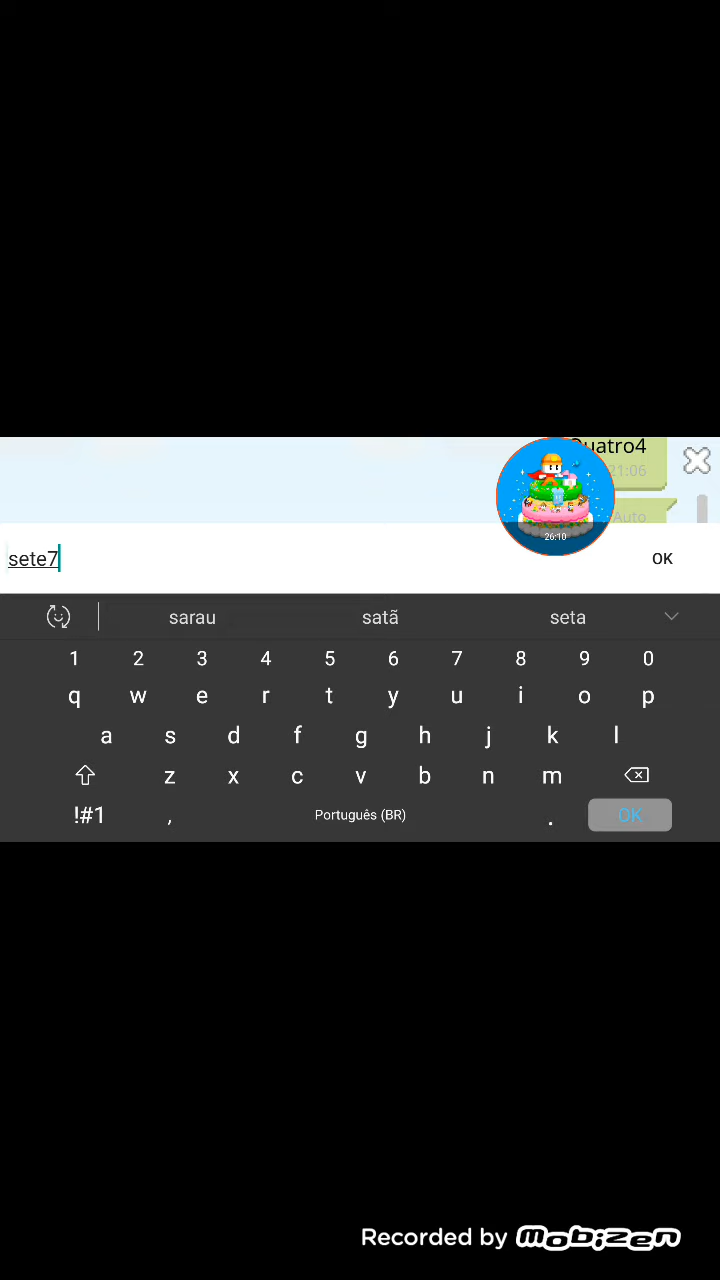 Quatro4
21:06
Auto
26:10
sete7
OK
sarau satã seta
1 2 3 4 5 6 7 8 9 0
q w e r t y u i o p
a s d f g h j k l
z x c v b n m
!#1 , Português (BR) . OK
Recorded by mobizen